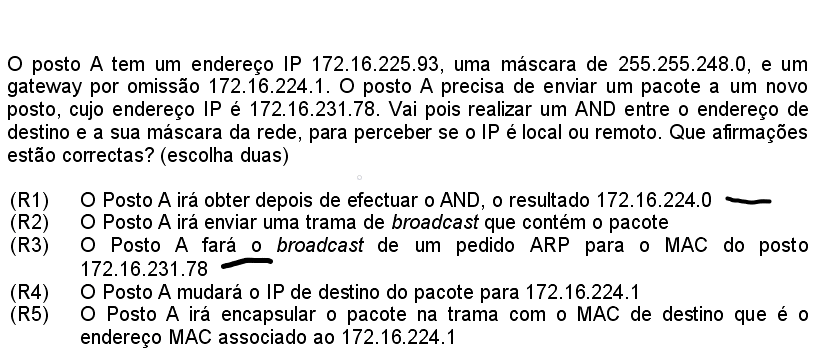 O posto A tem um endereço IP 172.16.225.93, uma máscara de 255.255.248.0, e um
gateway por omissão 172.16.224.1. O posto A precisa de enviar um pacote a um novo
posto, cujo endereço IP é 172.16.231.78. Vai pois realizar um AND entre o endereço de
destino e a sua máscara da rede, para perceber se o IP é local ou remoto. Que afirmações
estão correctas? (escolha duas)
(R1) O Posto A irá obter depois de efectuar o AND, o resultado 172.16.224.0
(R2) O Posto A irá enviar uma trama de broadcast que contém o pacote
(R3) O Posto A fará o broadcast de um pedido ARP para o MAC do posto
172.16.231.78
(R4) O Posto A mudará o IP de destino do pacote para 172.16.224.1
(R5) O Posto A irá encapsular o pacote na trama com o MAC de destino que é o
endereço MAC associado ao 172.16.224.1